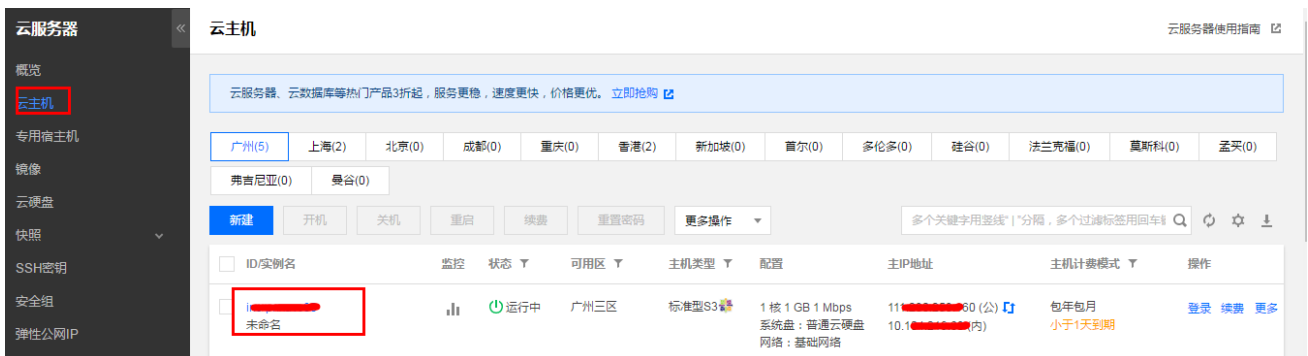 云服务器
云主机
云服务器使用指南
概览
云主机
专用宿主机
镜像
云硬盘
快照
SSH密钥
安全组
弹性公网IP
云服务器、云数据库等热门产品3折起，服务更稳，速度更快，价格更优。 立即抢购
广州(5) 上海(2) 北京(0) 成都(0) 重庆(0) 香港(2) 新加坡(0) 首尔(0) 多伦多(0) 硅谷(0) 法兰克福(0) 莫斯科(0) 孟买(0)
弗吉尼亚(0) 曼谷(0)
新建 开机 关机 重启 续费 重置密码 更多操作 多个关键字用竖线"|"分隔，多个过滤标签用回车键
ID/实例名 监控 状态 可用区 主机类型 配置 主IP地址 主机计费模式 操作
运行中 广州三区 标准型S3 1 核 1 GB 1 Mbps (公) 包年包月 登录 续费 更多
未命名 系统盘：普通云硬盘 (内) 小于1天到期
网络：基础网络